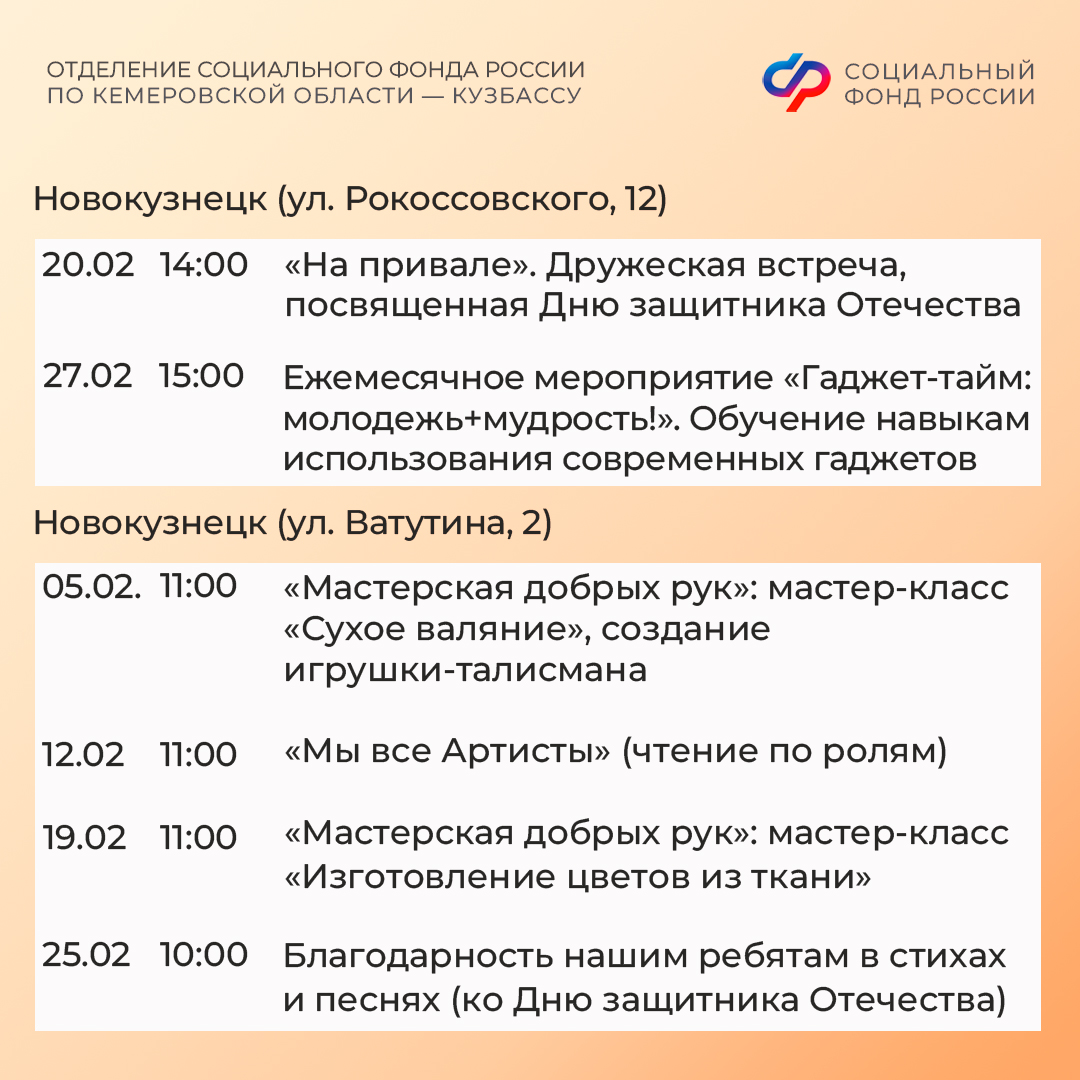 ОТДЕЛЕНИЕ СОЦИАЛЬНОГО ФОНДА РОССИИ
ПО КЕМЕРОВСКОЙ ОБЛАСТИ — КУЗБАССУ
СОЦИАЛЬНЫЙ
ФОНД РОССИИ
Новокузнецк (ул. Рокоссовского, 12)
20.02 14:00 «На привале». Дружеская встреча,
посвященная Дню защитника Отечества
27.02 15:00 Ежемесячное мероприятие «Гаджет-тайм:
молодежь+мудрость!». Обучение навыкам
использования современных гаджетов
Новокузнецк (ул. Ватутина, 2)
05.02. 11:00 «Мастерская добрых рук»: мастер-класс
«Сухое валяние», создание
игрушки-талисмана
12.02 11:00 «Мы все Артисты» (чтение по ролям)
19.02 11:00 «Мастерская добрых рук»: мастер-класс
«Изготовление цветов из ткани»
25.02 10:00 Благодарность нашим ребятам в стихах
и песнях (ко Дню защитника Отечества)